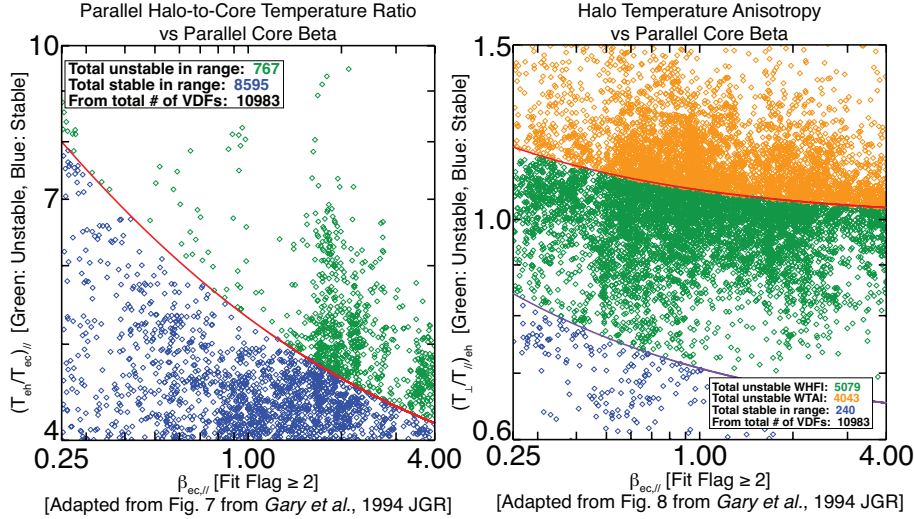 Parallel Halo-to-Core Temperature Ratio
vs Parallel Core Beta
10
7
4
(T_eh/T_ec)_// [Green: Unstable, Blue: Stable]
Total unstable in range: 767
Total stable in range: 8595
From total # of VDFs: 10983
0.25 1.00 4.00
β_ec,// [Fit Flag ≥ 2]
[Adapted from Fig. 7 from Gary et al., 1994 JGR]
Halo Temperature Anisotropy
vs Parallel Core Beta
1.5
1.0
0.6
(T_⊥/T_//)_eh [Green: Unstable, Blue: Stable]
Total unstable WHFI: 5079
Total unstable WTAI: 4043
Total stable in range: 240
From total # of VDFs: 10983
0.25 1.00 4.00
β_ec,// [Fit Flag ≥ 2]
[Adapted from Fig. 8 from Gary et al., 1994 JGR]